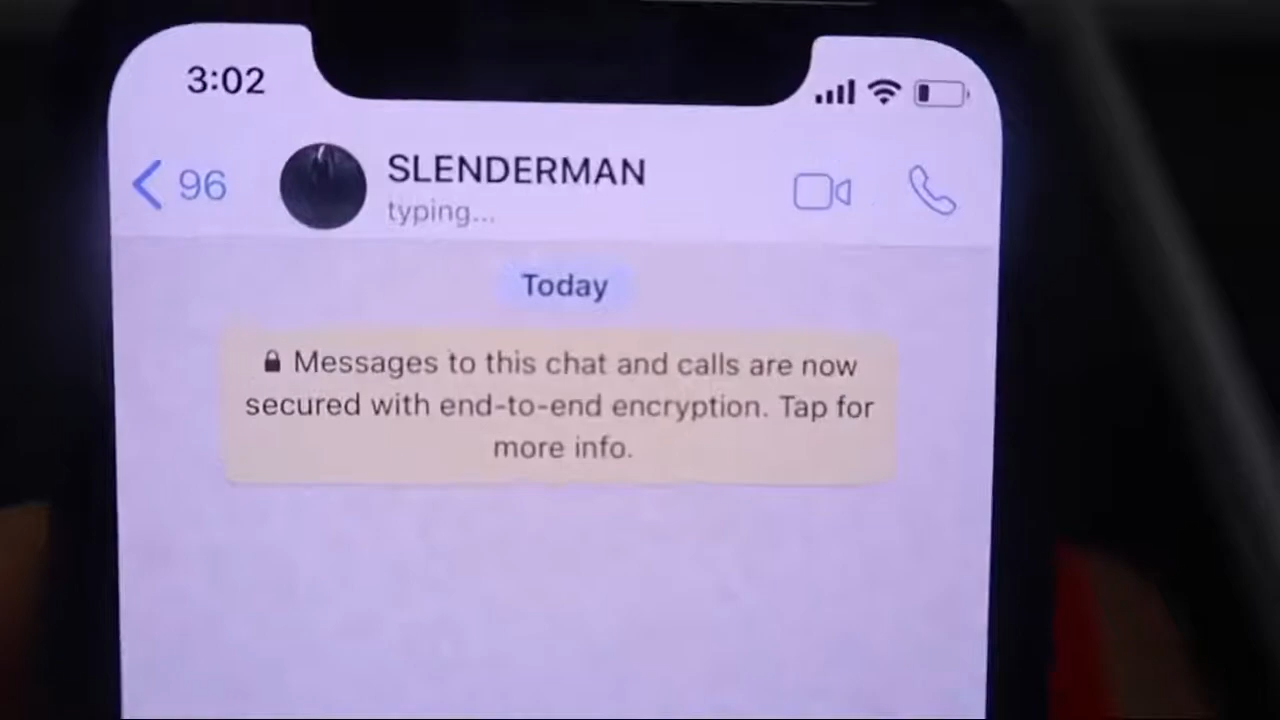 3:02
96
SLENDERMAN
typing...
Today
Messages to this chat and calls are now
secured with end-to-end encryption. Tap for
more info.